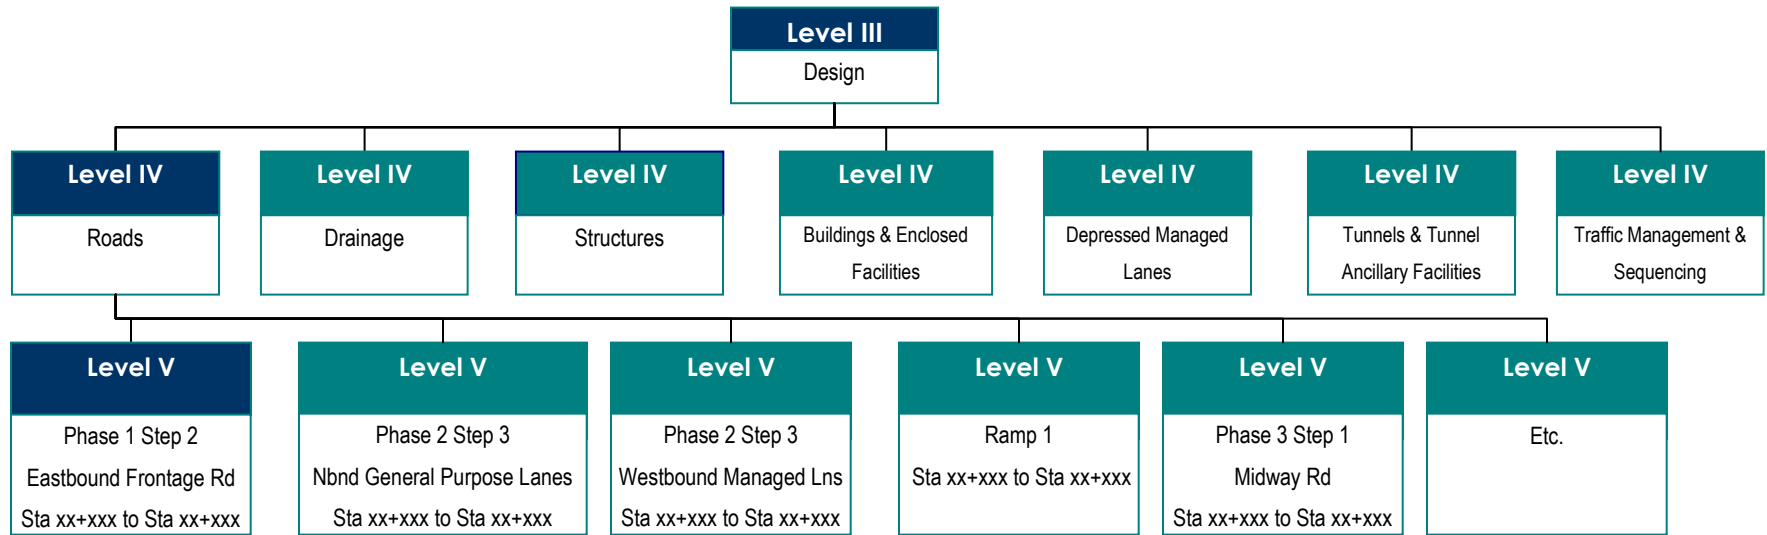 Level III
Design
Level IV
Roads
Level IV
Drainage
Level IV
Structures
Level IV
Buildings & Enclosed
Facilities
Level IV
Depressed Managed
Lanes
Level IV
Tunnels & Tunnel
Ancillary Facilities
Level IV
Traffic Management &
Sequencing
Level V
Phase 1 Step 2
Eastbound Frontage Rd
Sta xx+xxx to Sta xx+xxx
Level V
Phase 2 Step 3
Nbnd General Purpose Lanes
Sta xx+xxx to Sta xx+xxx
Level V
Phase 2 Step 3
Westbound Managed Lns
Sta xx+xxx to Sta xx+xxx
Level V
Ramp 1
Sta xx+xxx to Sta xx+xxx
Level V
Phase 3 Step 1
Midway Rd
Sta xx+xxx to Sta xx+xxx
Level V
Etc.